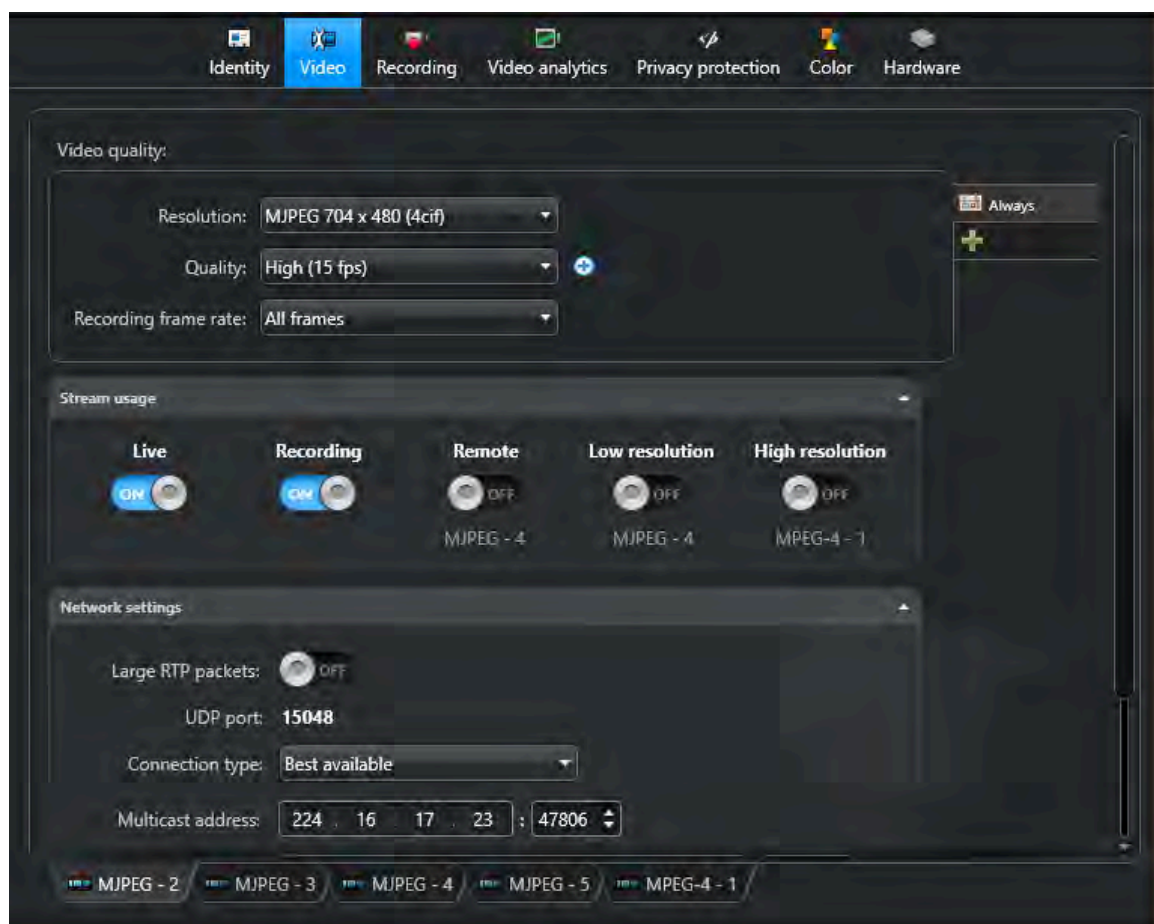 Identity Video Recording Video analytics Privacy protection Color Hardware
Video quality:
Always
Resolution: MJPEG 704 x 480 (4cif)
Quality: High (15 fps)
Recording frame rate: All frames
Stream usage
Live Recording Remote Low resolution High resolution
ON ON OFF OFF OFF
MJPEG - 4 MJPEG - 4 MPEG-4 - 1
Network settings
Large RTP packets: OFF
UDP port: 15048
Connection type: Best available
Multicast address: 224 . 16 . 17 . 23 : 47806
MJPEG - 2 MJPEG - 3 MJPEG - 4 MJPEG - 5 MPEG-4 - 1